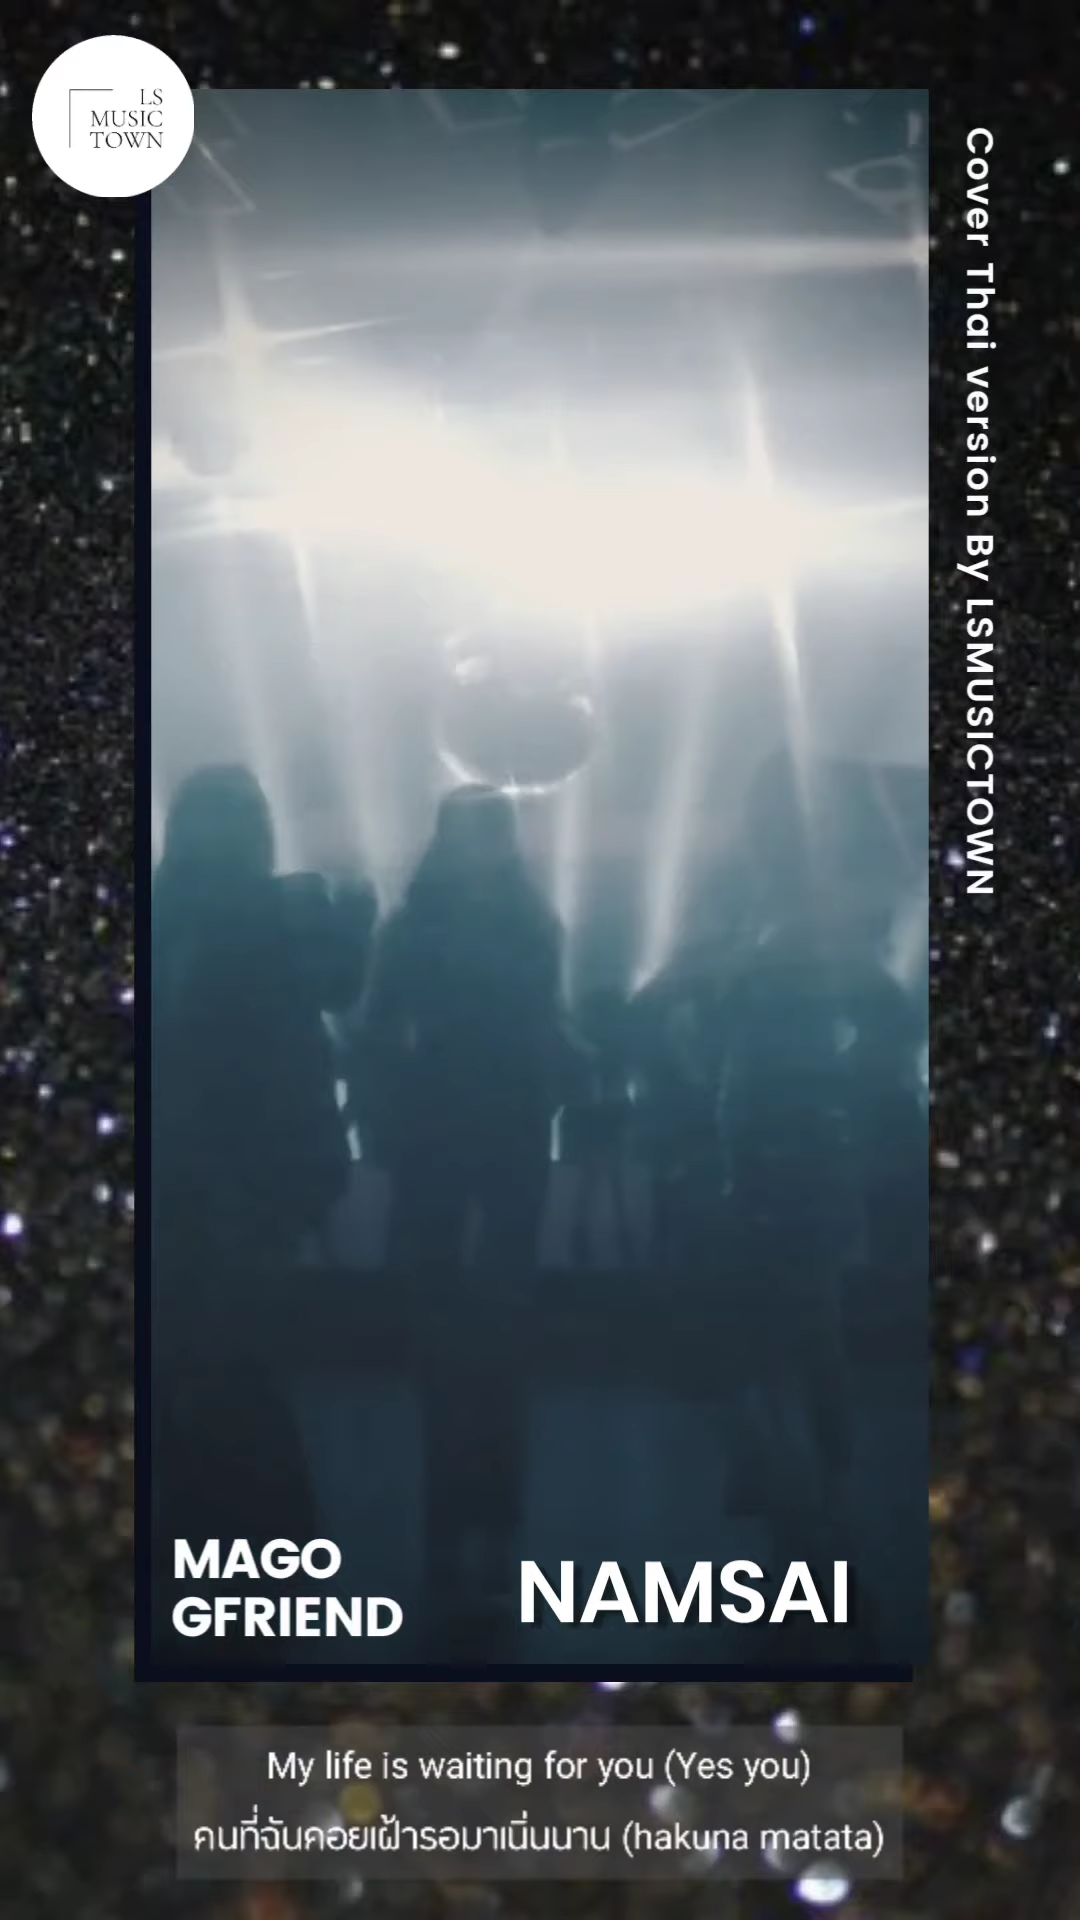 LS
MUSIC
TOWN
Cover Thai version By LSMUSICTOWN
MAGO
GFRIEND
NAMSAI
My life is waiting for you (Yes you)
คนที่ฉันคอยเฝ้ารอมาเนิ่นนาน (hakuna matata)